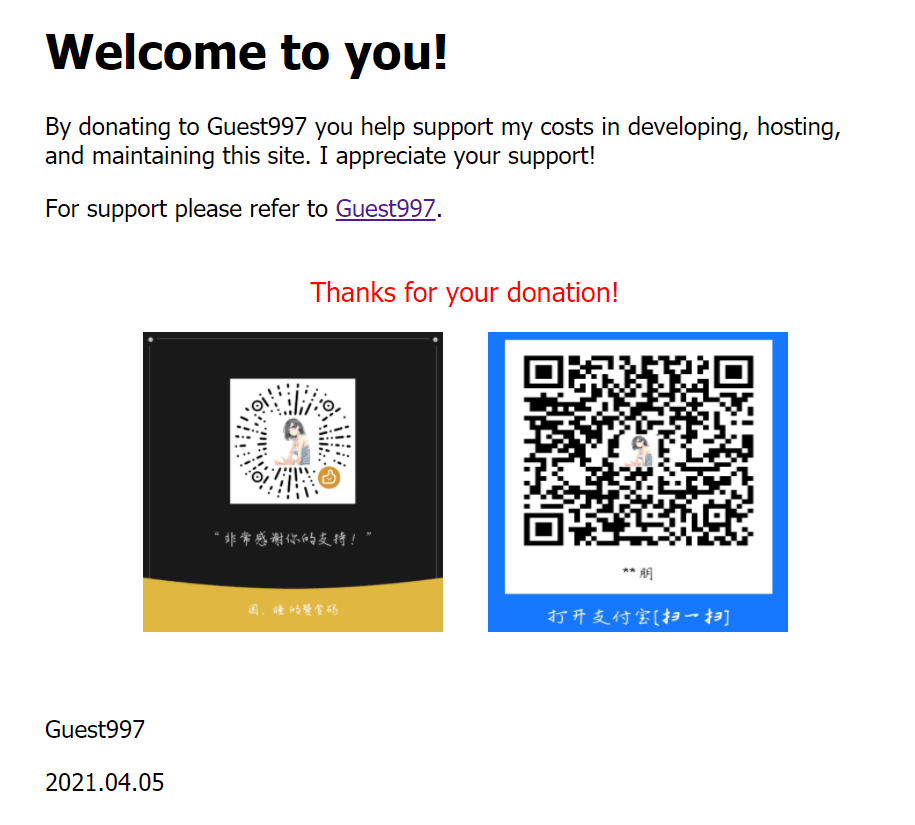 Welcome to you!
By donating to Guest997 you help support my costs in developing, hosting,
and maintaining this site. I appreciate your support!
For support please refer to Guest997.
Thanks for your donation!
“非常感谢你的支持！”
困、睡的赞赏码
**朋
打开支付宝[扫一扫]
Guest997
2021.04.05